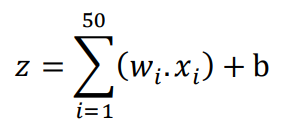 50
z = ∑(wᵢ.xᵢ) + b
i=1